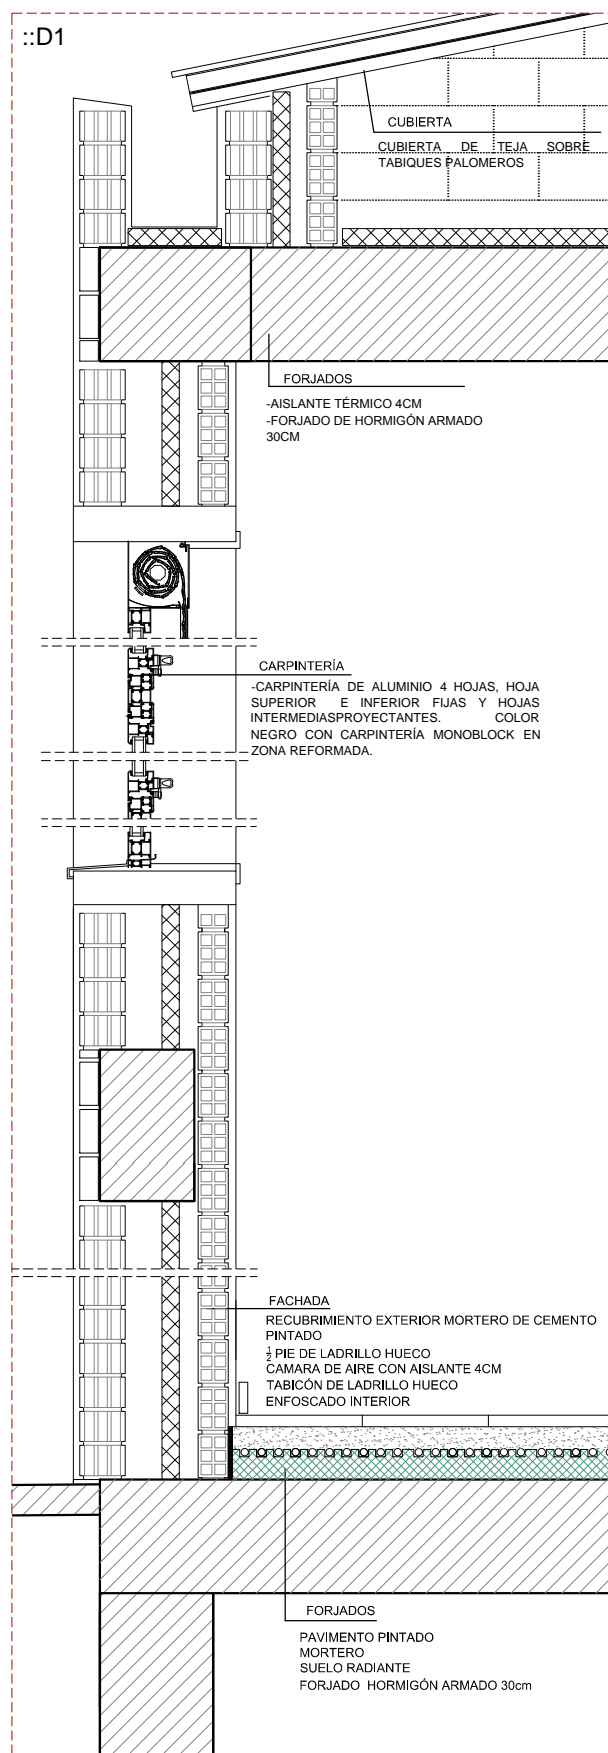 ::D1
CUBIERTA
CUBIERTA DE TEJA SOBRE
TABIQUES PALOMEROS
FORJADOS
-AISLANTE TÉRMICO 4CM
-FORJADO DE HORMIGÓN ARMADO
30CM
CARPINTERÍA
-CARPINTERÍA DE ALUMINIO 4 HOJAS, HOJA
SUPERIOR E INFERIOR FIJAS Y HOJAS
INTERMEDIASPROYECTANTES. COLOR
NEGRO CON CARPINTERÍA MONOBLOCK EN
ZONA REFORMADA.
FACHADA
RECUBRIMIENTO EXTERIOR MORTERO DE CEMENTO
PINTADO
½ PIE DE LADRILLO HUECO
CAMARA DE AIRE CON AISLANTE 4CM
TABICÓN DE LADRILLO HUECO
ENFOSCADO INTERIOR
FORJADOS
PAVIMENTO PINTADO
MORTERO
SUELO RADIANTE
FORJADO HORMIGÓN ARMADO 30cm